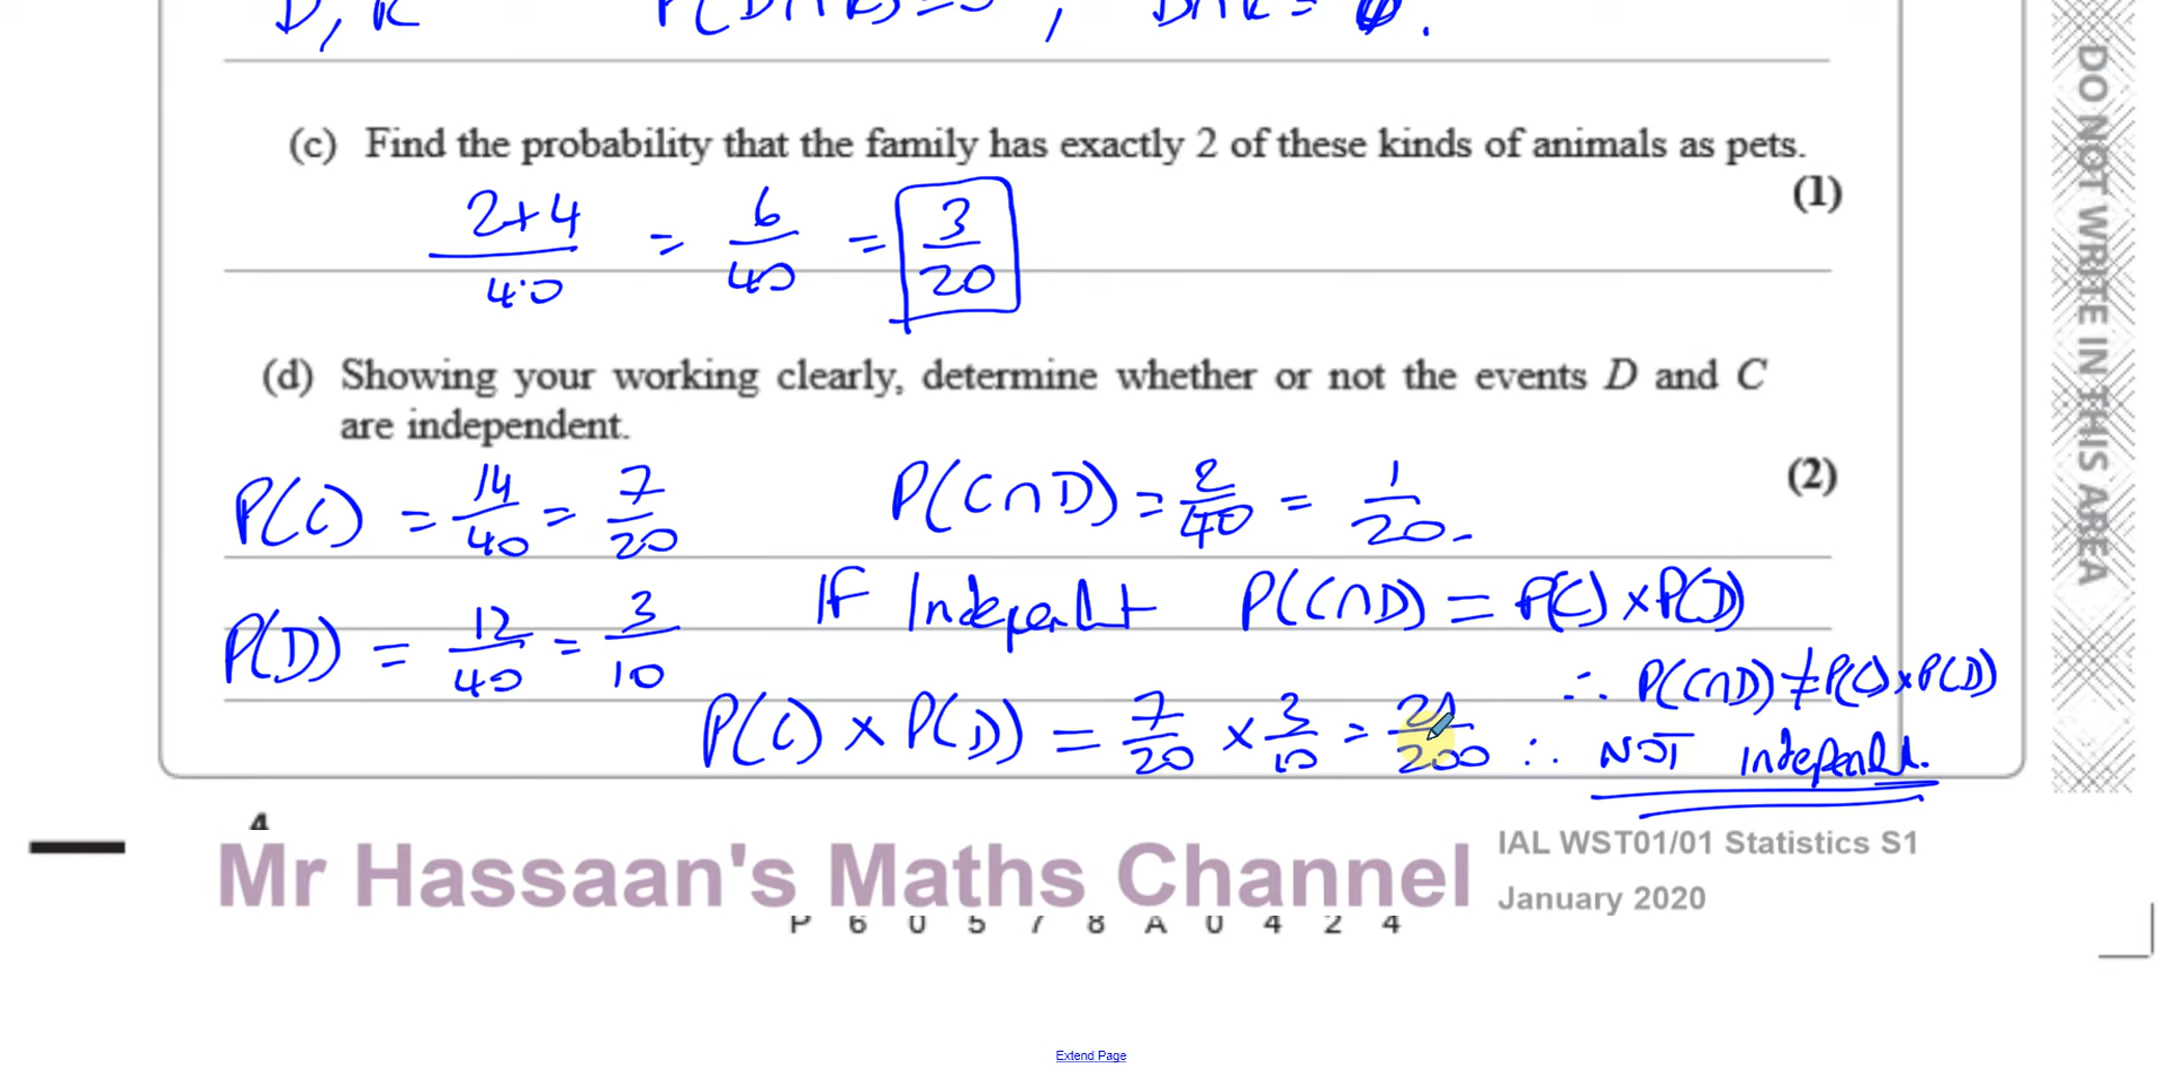 D, R P(D∩R)=0 , D∩R = ϕ.
(c) Find the probability that the family has exactly 2 of these kinds of animals as pets.
(1)
2+4/40 = 6/40 = 3/20
(d) Showing your working clearly, determine whether or not the events D and C
are independent.
(2)
P(C) = 14/40 = 7/20 P(C∩D) = 2/40 = 1/20.
P(D) = 12/40 = 3/10 If P(C∩D) = P(C)×P(D)
∴ P(C∩D) ≠ P(C)×P(D)
P(C) × P(D) = 7/20 × 3/10 = 21/200 ∴ NOT
4
Mr Hassaan's Maths Channel
IAL WST01/01 Statistics S1
January 2020
P 6 0 5 7 8 A 0 4 2 4
Extend Page
DO NOT WRITE IN THIS AREA